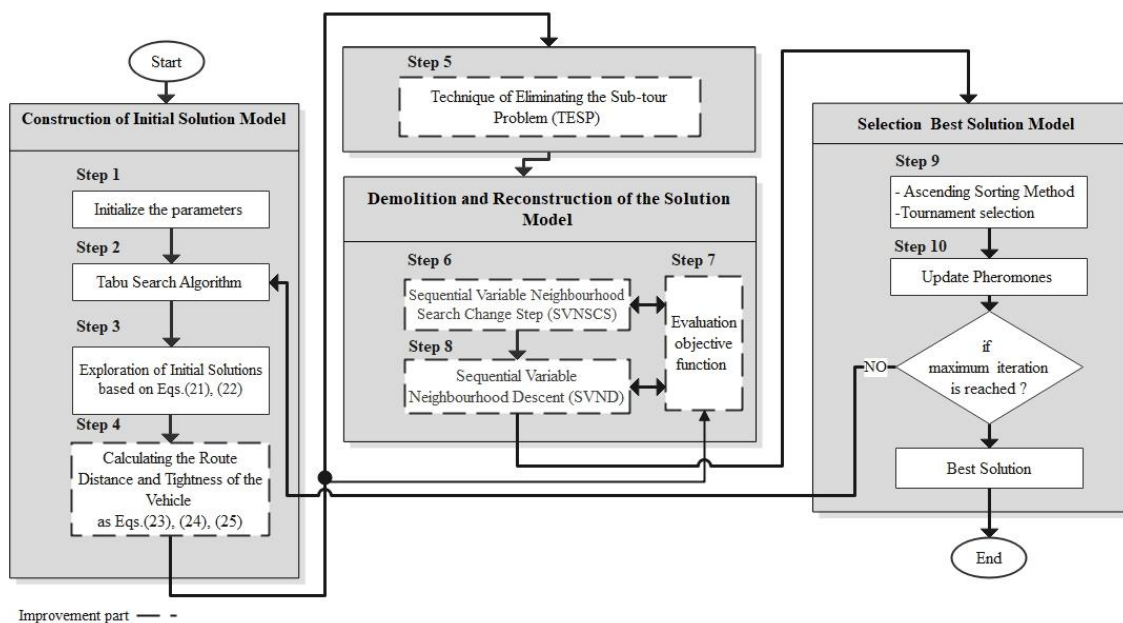 Start
Construction of Initial Solution Model
Step 1
Initialize the parameters
Step 2
Tabu Search Algorithm
Step 3
Exploration of Initial Solutions
based on Eqs.(21), (22)
Step 4
Calculating the Route
Distance and Tightness of the
Vehicle
as Eqs.(23), (24), (25)
Improvement part
Step 5
Technique of Eliminating the Sub-tour
Problem (TESP)
Demolition and Reconstruction of the Solution
Model
Step 6
Sequential Variable Neighbourhood
Search Change Step (SVNSCS)
Step 7
Evaluation
objective
function
Step 8
Sequential Variable
Neighbourhood Descent (SVND)
Selection Best Solution Model
Step 9
- Ascending Sorting Method
-Tournament selection
Step 10
Update Pheromones
if
maximum iteration
is reached ?
NO
Best Solution
End